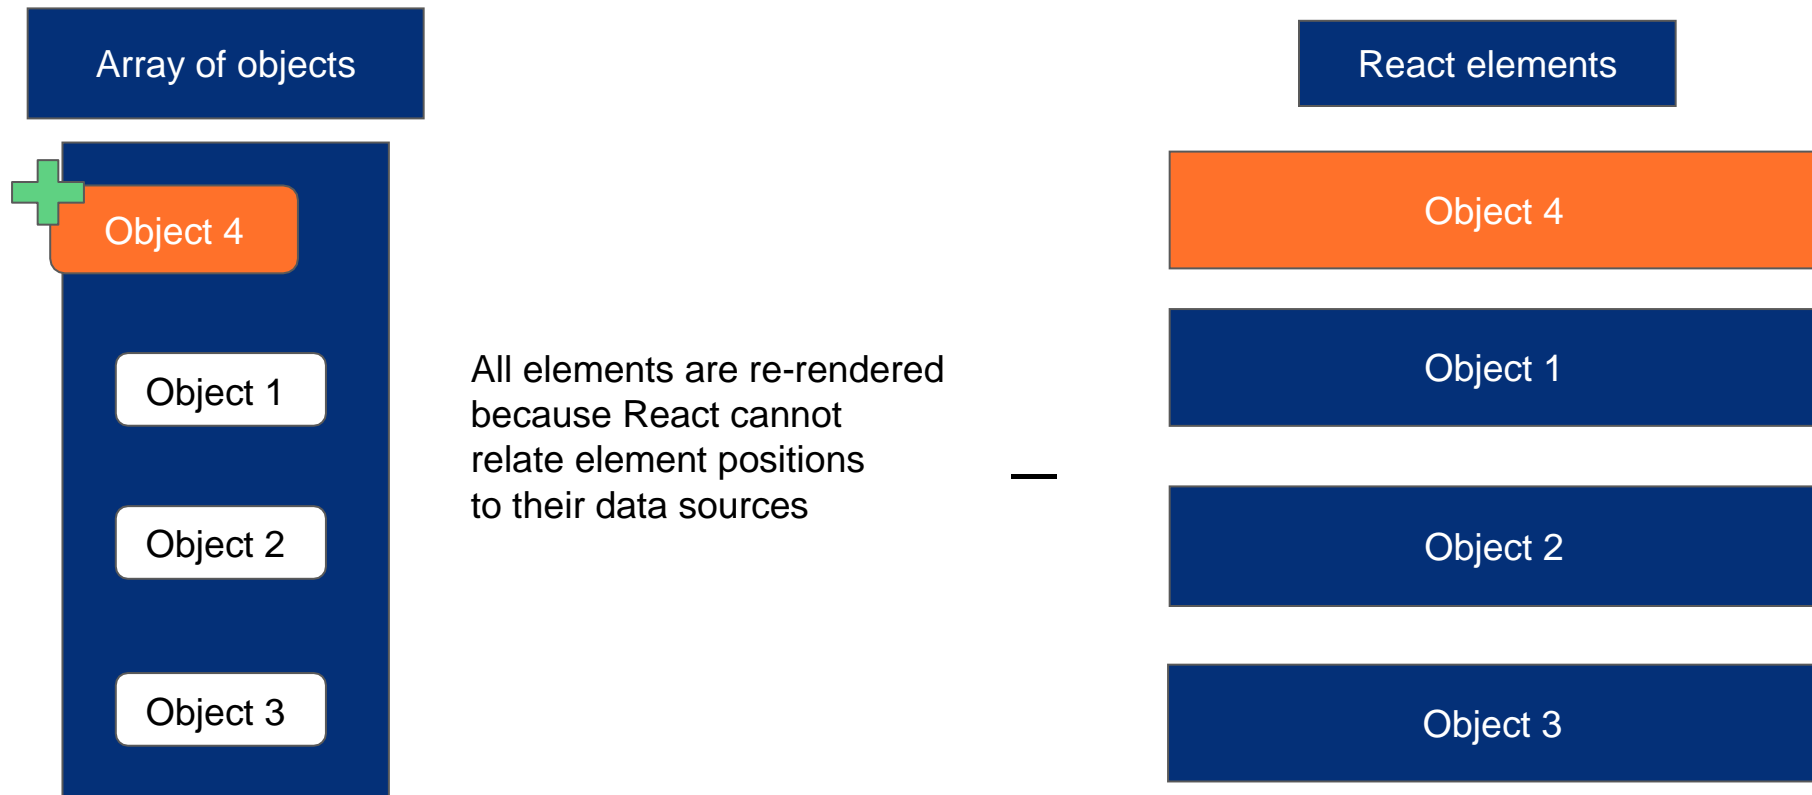 Array of objects
React elements
Object 4
Object 1
Object 2
Object 3
All elements are re-rendered
because React cannot
relate element positions
to their data sources
Object 4
Object 1
Object 2
Object 3